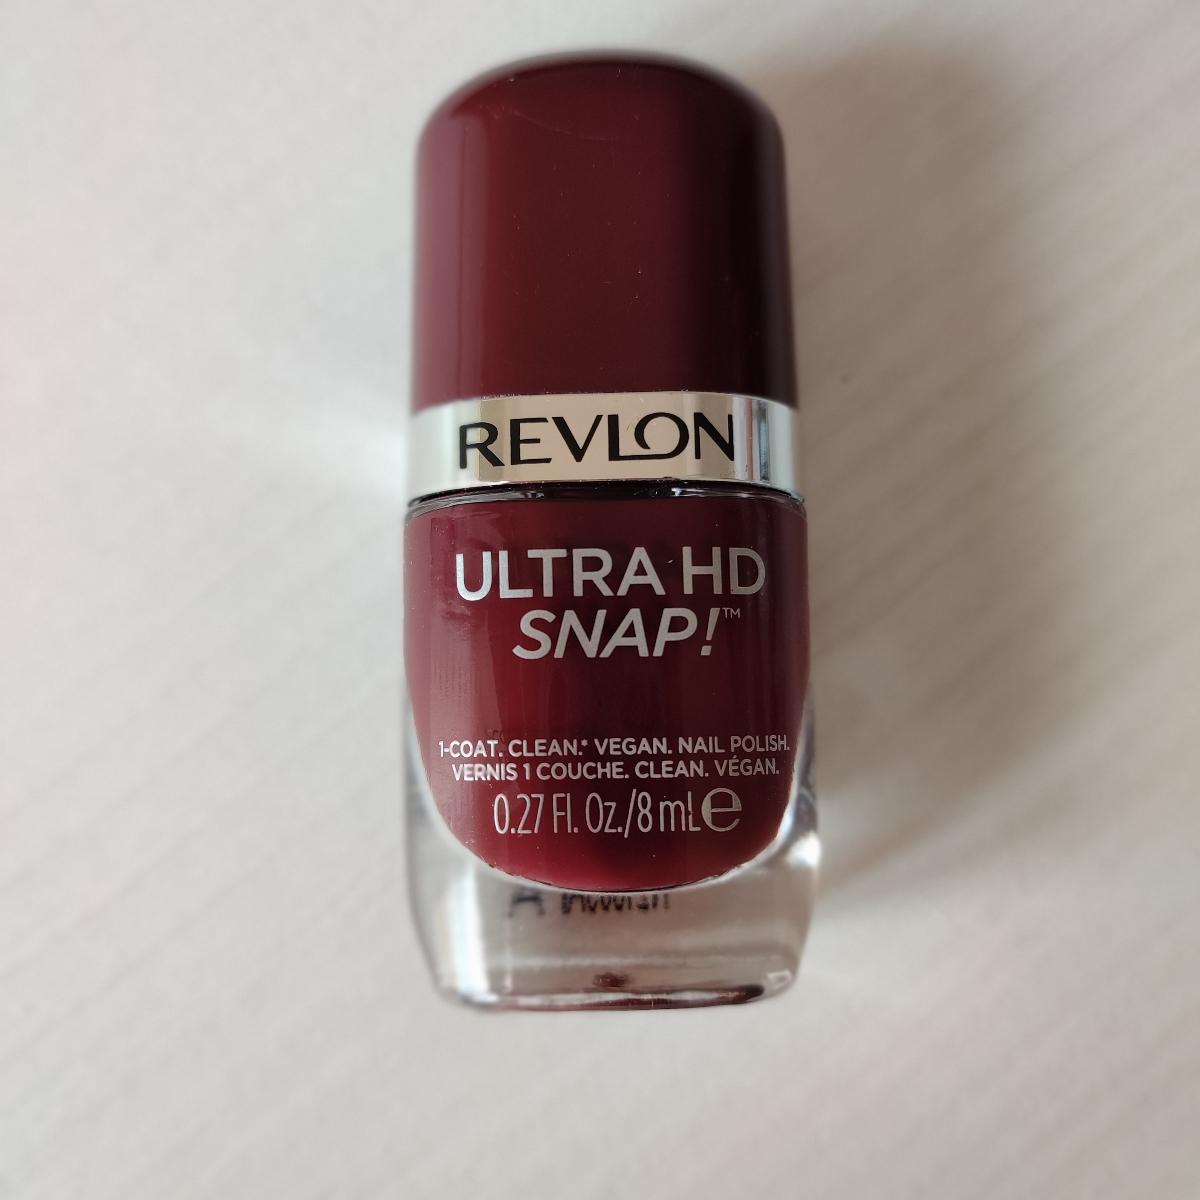 REVLON
ULTRA HD
SNAP!™
1-COAT. CLEAN.* VEGAN. NAIL POLISH.
VERNIS 1 COUCHE. CLEAN. VÉGAN.
0.27 Fl. Oz./8 mL ℮